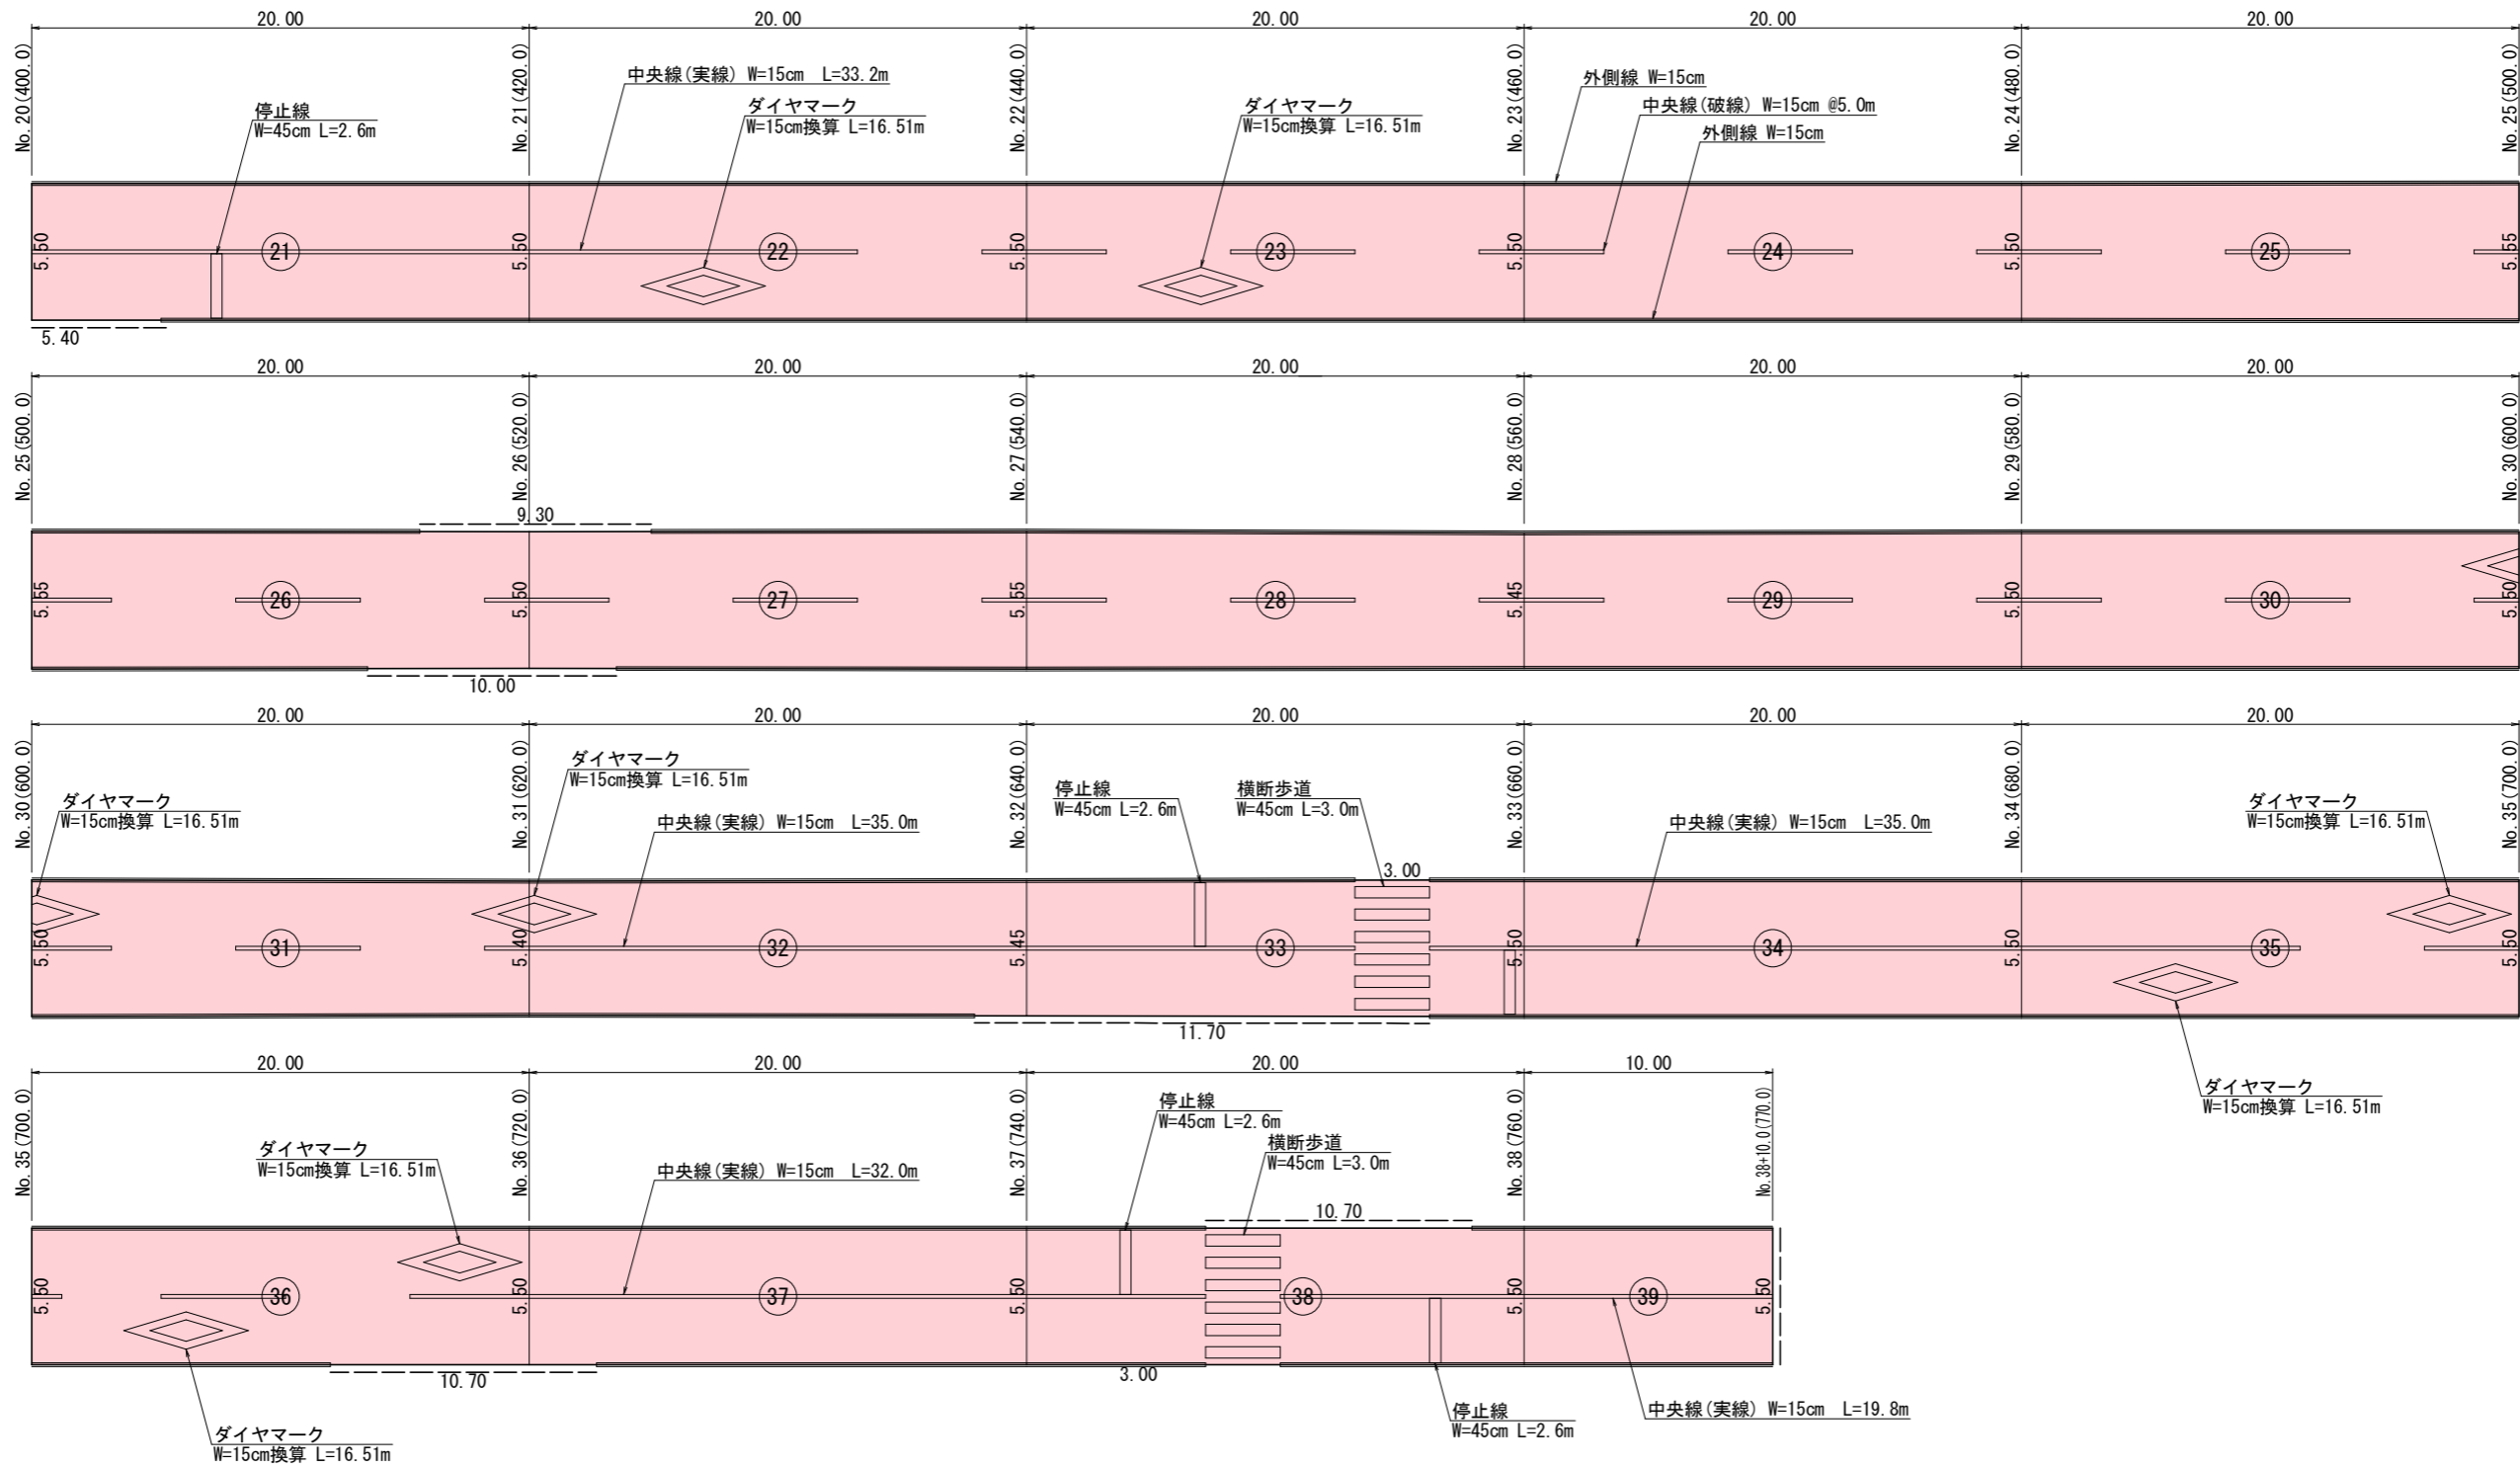 20.00 20.00 20.00 20.00 20.00
No.20(400.0)
No.21(420.0)
No.22(440.0)
No.23(460.0)
No.24(480.0)
No.25(500.0)
停止線
W=45cm L=2.6m
中央線(実線) W=15cm L=33.2m
ダイヤマーク
W=15cm換算 L=16.51m
ダイヤマーク
W=15cm換算 L=16.51m
外側線 W=15cm
中央線(破線) W=15cm @5.0m
外側線 W=15cm
5.50 21 5.50 22 5.50 23 5.50 24 5.50 25 5.55
5.40
20.00 20.00 20.00 20.00 20.00
No.25(500.0)
No.26(520.0)
No.27(540.0)
No.28(560.0)
No.29(580.0)
No.30(600.0)
9.30
5.55 26 5.50 27 5.55 28 5.45 29 5.50 30 5.50
10.00
20.00 20.00 20.00 20.00 20.00
No.30(600.0)
No.31(620.0)
No.32(640.0)
No.33(660.0)
No.34(680.0)
No.35(700.0)
ダイヤマーク
W=15cm換算 L=16.51m
ダイヤマーク
W=15cm換算 L=16.51m
中央線(実線) W=15cm L=35.0m
停止線
W=45cm L=2.6m
横断歩道
W=45cm L=3.0m
中央線(実線) W=15cm L=35.0m
ダイヤマーク
W=15cm換算 L=16.51m
3.00
5.50 31 5.40 32 5.45 33 5.50 34 5.50 35 5.50
11.70
ダイヤマーク
W=15cm換算 L=16.51m
20.00 20.00 20.00 10.00
No.35(700.0)
No.36(720.0)
No.37(740.0)
No.38(760.0)
No.38+10.0(770.0)
ダイヤマーク
W=15cm換算 L=16.51m
中央線(実線) W=15cm L=32.0m
停止線
W=45cm L=2.6m
横断歩道
W=45cm L=3.0m
10.70
5.50 36 5.50 37 5.50 38 5.50 39 5.50
10.70
3.00
ダイヤマーク
W=15cm換算 L=16.51m
停止線
W=45cm L=2.6m
中央線(実線) W=15cm L=19.8m